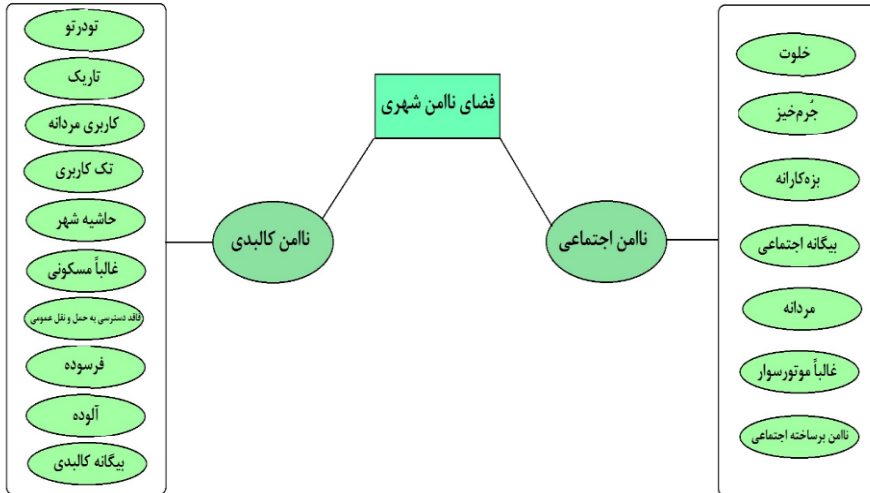 فضای ناامن شهری
ناامن اجتماعی
خلوت
جُرم‌خیز
بزه‌کارانه
بیگانه اجتماعی
مردانه
غالباً موتورسوار
ناامن برساخته اجتماعی
ناامن کالبدی
تودرتو
تاریک
کاربری مردانه
تک کاربری
حاشیه شهر
غالباً مسکونی
فاقد دسترسی به حمل و نقل عمومی
فرسوده
آلوده
بیگانه کالبدی